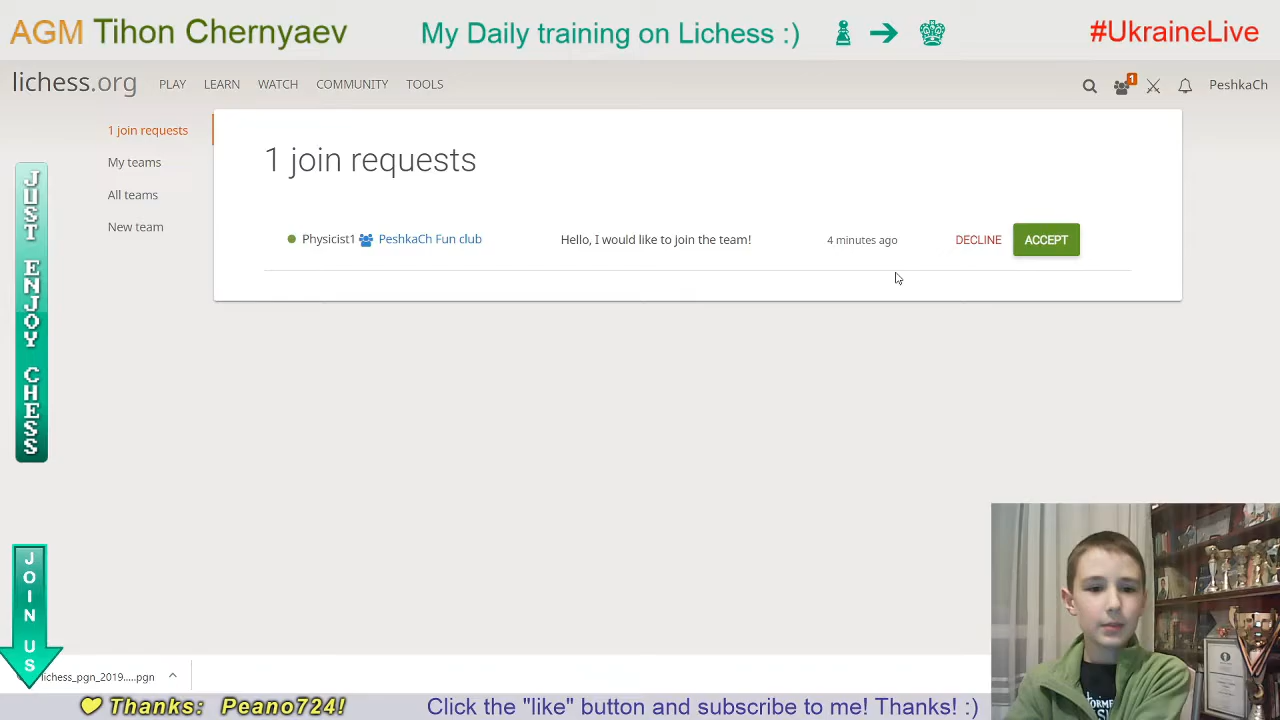 AGM Tihon Chernyaev
My Daily training on Lichess :)
#UkraineLive
lichess.org
PLAY
LEARN
WATCH
COMMUNITY
TOOLS
1
PeshkaCh
1 join requests
My teams
All teams
New team
1 join requests
Physicist1 PeshkaCh Fun club
Hello, I would like to join the team!
4 minutes ago
DECLINE
ACCEPT
JUST ENJOY CHESS
JOIN US
lichess_pgn_2019.....pgn
Thanks: Peano724!
Click the "like" button and subscribe to me! Thanks! :)